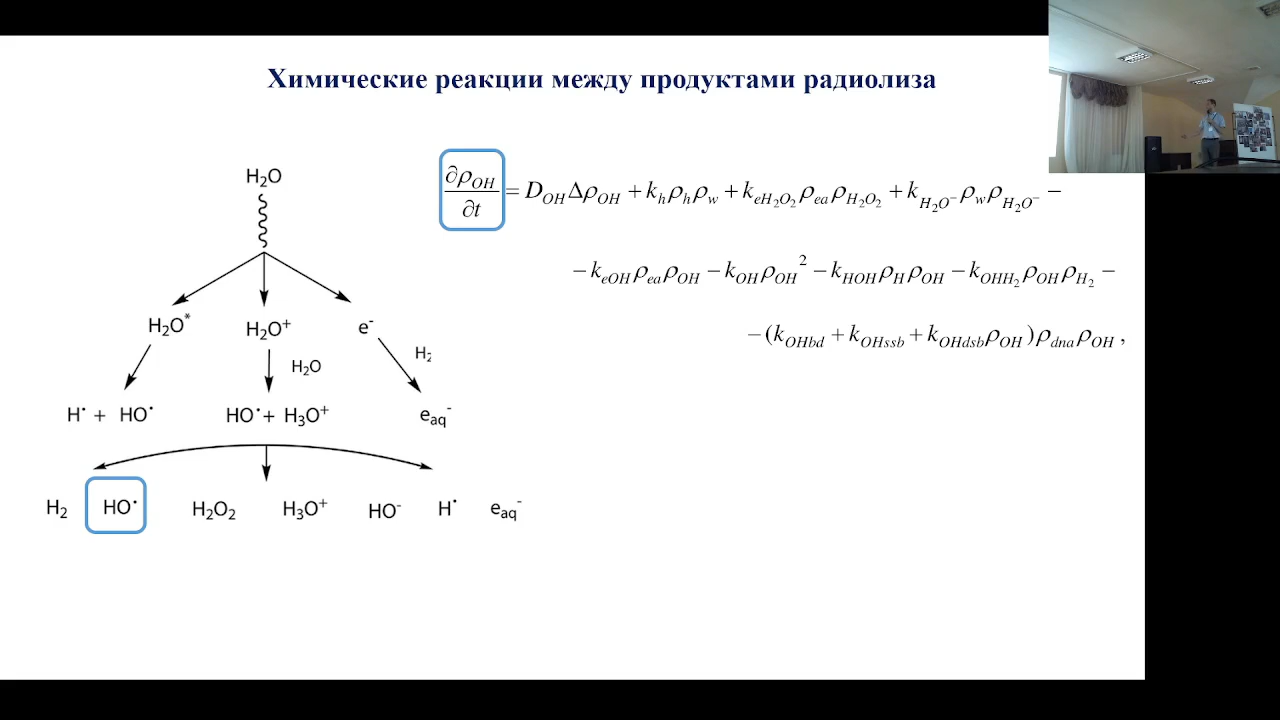 Химические реакции между продуктами радиолиза
∂ρ_OH/∂t = D_OH Δρ_OH + k_h ρ_h ρ_w + k_eH₂O₂ ρ_ea ρ_H₂O₂ + k_H₂O⁻ ρ_w ρ_H₂O⁻ −
− k_eOH ρ_ea ρ_OH − k_OH ρ_OH² − k_HOH ρ_H ρ_OH − k_OHH₂ ρ_OH ρ_H₂ −
− (k_OHbd + k_OHssb + k_OHdsb ρ_OH) ρ_dna ρ_OH ,
H₂O
H₂O* H₂O⁺ e⁻
H₂O H₂
H• + HO• HO• + H₃O⁺ e_aq⁻
H₂ HO• H₂O₂ H₃O⁺ HO⁻ H• e_aq⁻